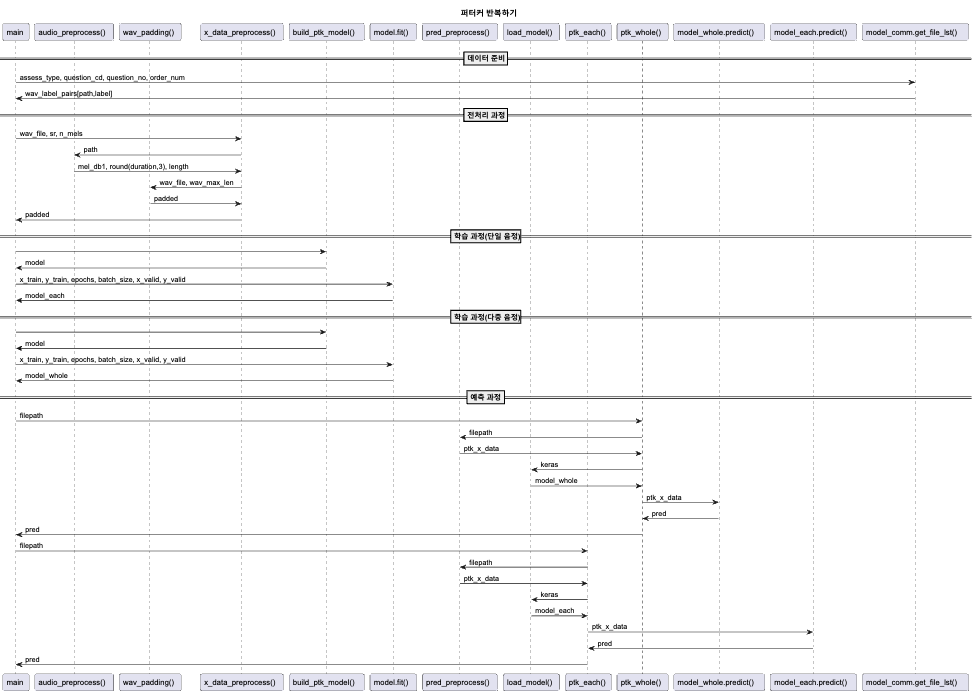 퍼터커 반복하기
main audio_preprocess() wav_padding() x_data_preprocess() build_ptk_model() model.fit() pred_preprocess() load_model() ptk_each() ptk_whole() model_whole.predict() model_each.predict() model_comm.get_file_lst()
데이터 준비
assess_type, question_cd, question_no, order_num
wav_label_pairs[path,label]
전처리 과정
wav_file, sr, n_mels
path
mel_db1, round(duration,3), length
wav_file, wav_max_len
padded
padded
학습 과정(단일 음정)
model
x_train, y_train, epochs, batch_size, x_valid, y_valid
model_each
학습 과정(다중 음정)
model
x_train, y_train, epochs, batch_size, x_valid, y_valid
model_whole
예측 과정
filepath
filepath
ptk_x_data
keras
model_whole
ptk_x_data
pred
pred
filepath
filepath
ptk_x_data
keras
model_each
ptk_x_data
pred
pred
main audio_preprocess() wav_padding() x_data_preprocess() build_ptk_model() model.fit() pred_preprocess() load_model() ptk_each() ptk_whole() model_whole.predict() model_each.predict() model_comm.get_file_lst()